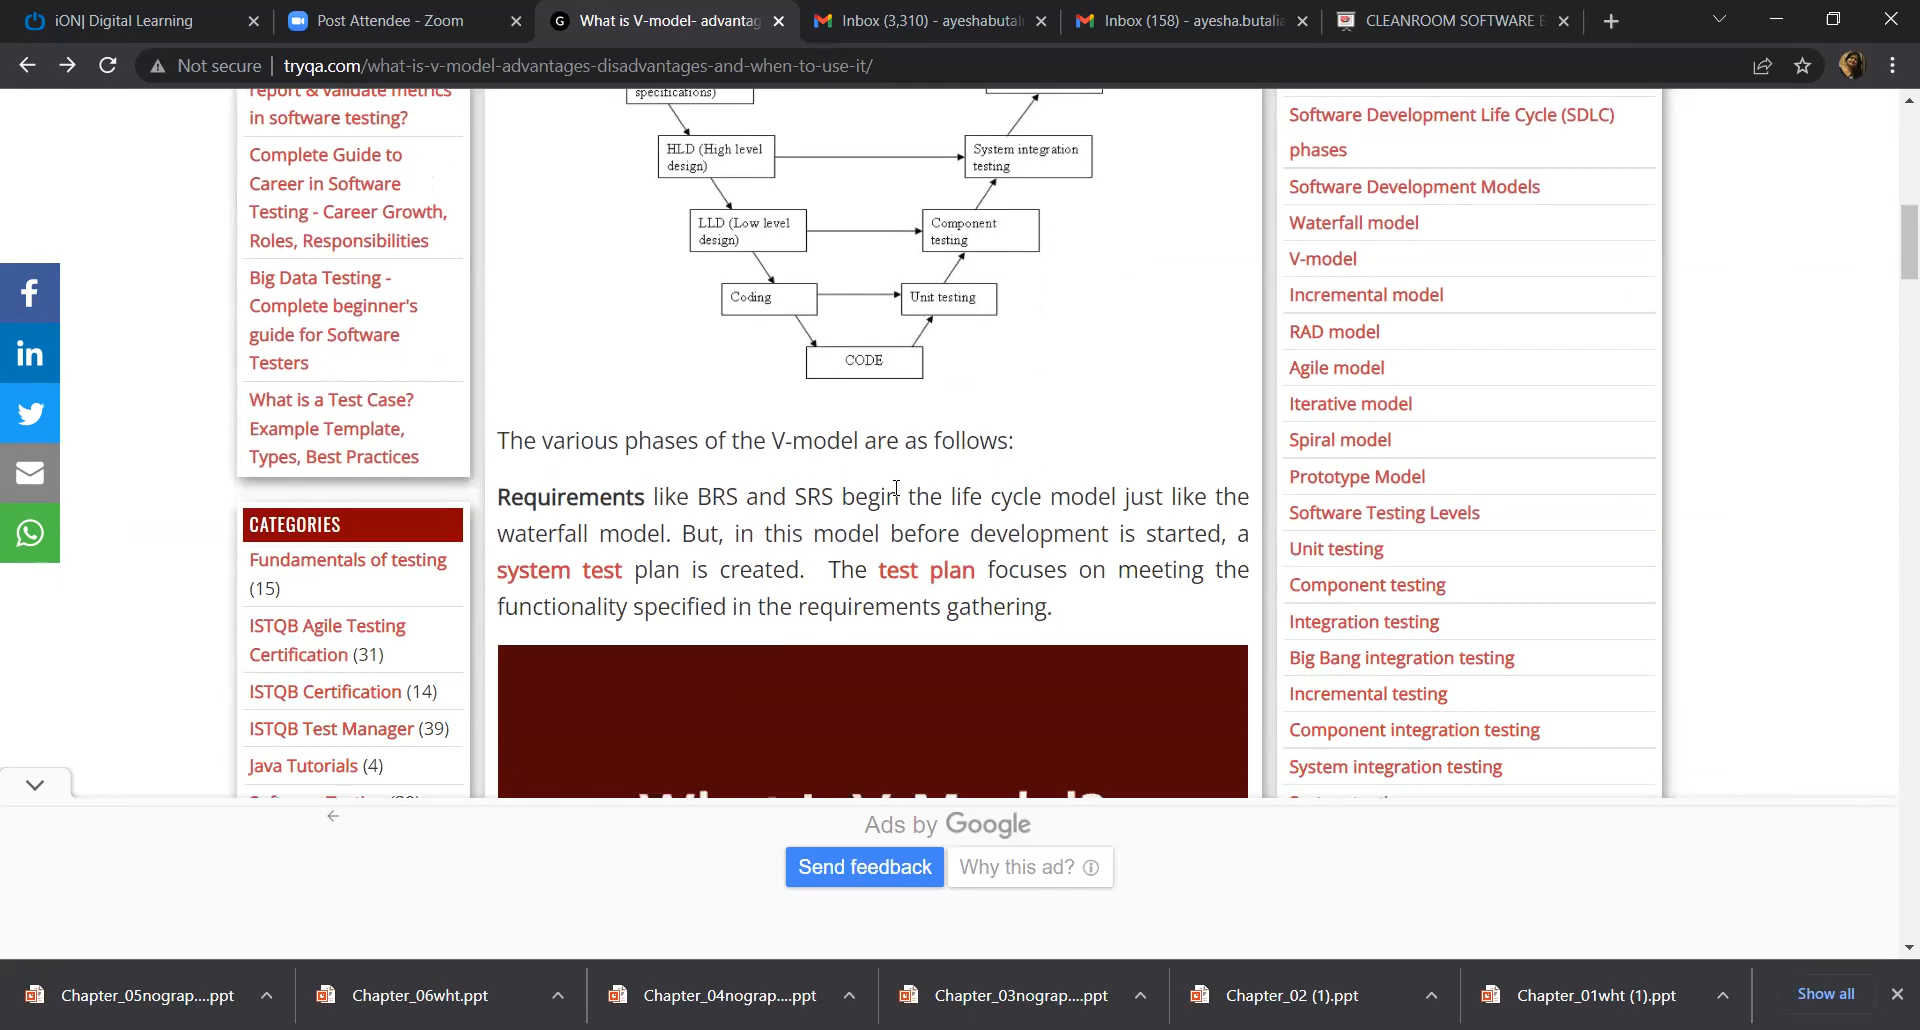 iON| Digital Learning
Post Attendee - Zoom
What is V-model- advantag
Inbox (3,310) - ayeshabutal
Inbox (158) - ayesha.butalia
CLEANROOM SOFTWARE E
Not secure
tryqa.com/what-is-v-model-advantages-disadvantages-and-when-to-use-it/
report & validate metrics
in software testing?
Complete Guide to
Career in Software
Testing - Career Growth,
Roles, Responsibilities
Big Data Testing -
Complete beginner's
guide for Software
Testers
What is a Test Case?
Example Template,
Types, Best Practices
CATEGORIES
Fundamentals of testing
(15)
ISTQB Agile Testing
Certification (31)
ISTQB Certification (14)
ISTQB Test Manager (39)
Java Tutorials (4)
specifications)
HLD (High level
design)
System integration
testing
LLD (Low level
design)
Component
testing
Coding
Unit testing
CODE
The various phases of the V-model are as follows:
Requirements like BRS and SRS begin the life cycle model just like the
waterfall model. But, in this model before development is started, a
system test plan is created. The test plan focuses on meeting the
functionality specified in the requirements gathering.
What Is V-Model?
Software Development Life Cycle (SDLC)
phases
Software Development Models
Waterfall model
V-model
Incremental model
RAD model
Agile model
Iterative model
Spiral model
Prototype Model
Software Testing Levels
Unit testing
Component testing
Integration testing
Big Bang integration testing
Incremental testing
Component integration testing
System integration testing
Ads by Google
Send feedback
Why this ad?
Chapter_05nograp....ppt
Chapter_06wht.ppt
Chapter_04nograp....ppt
Chapter_03nograp....ppt
Chapter_02 (1).ppt
Chapter_01wht (1).ppt
Show all